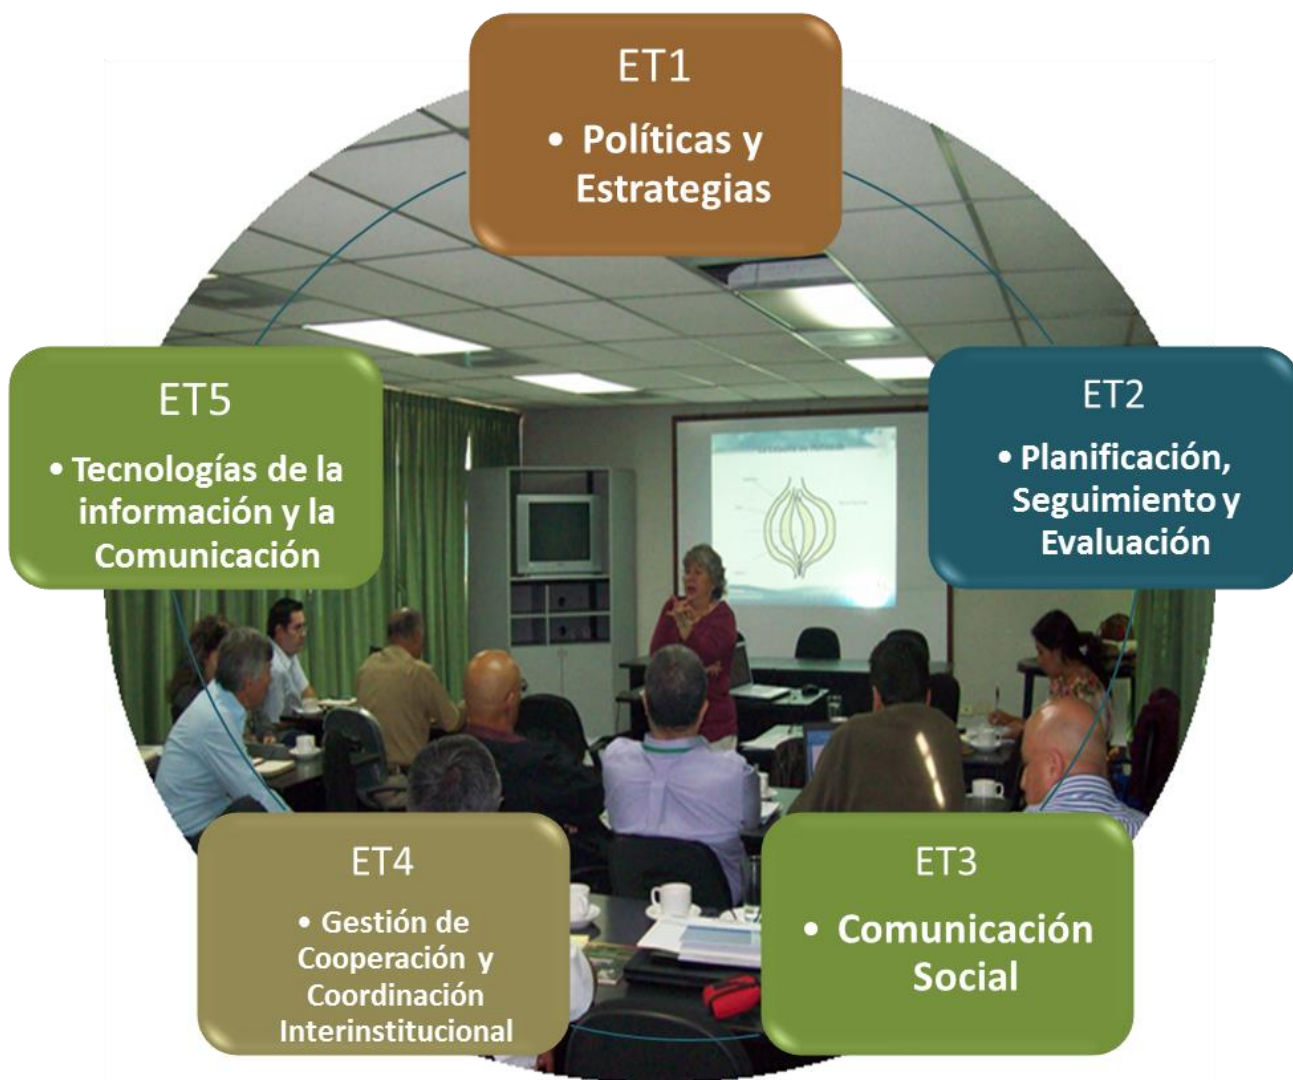 ET1
• Políticas y
Estrategias
ET2
• Planificación,
Seguimiento y
Evaluación
ET3
• Comunicación
Social
ET4
• Gestión de
Cooperación y
Coordinación
Interinstitucional
ET5
• Tecnologías de la
información y la
Comunicación